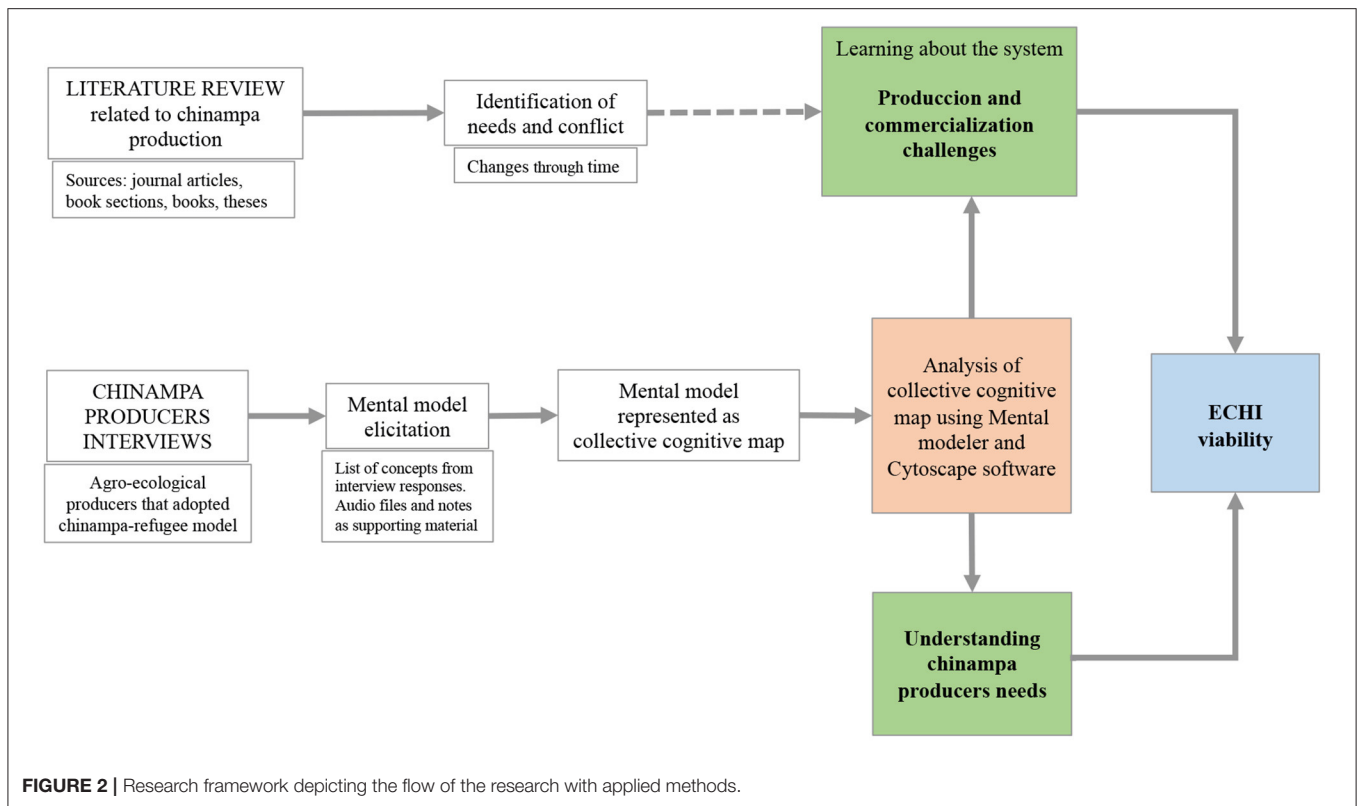 LITERATURE REVIEW
related to chinampa
production
Sources: journal articles,
book sections, books, theses
Identification of
needs and conflict
Changes through time
Learning about the system
Produccion and
commercialization
challenges
CHINAMPA
PRODUCERS
INTERVIEWS
Agro-ecological
producers that adopted
chinampa-refugee model
Mental model
elicitation
List of concepts from
interview responses.
Audio files and notes
as supporting material
Mental model
represented as
collective cognitive map
Analysis of
collective cognitive
map using Mental
modeler and
Cytoscape software
ECHI
viability
Understanding
chinampa
producers needs
FIGURE 2 | Research framework depicting the flow of the research with applied methods.